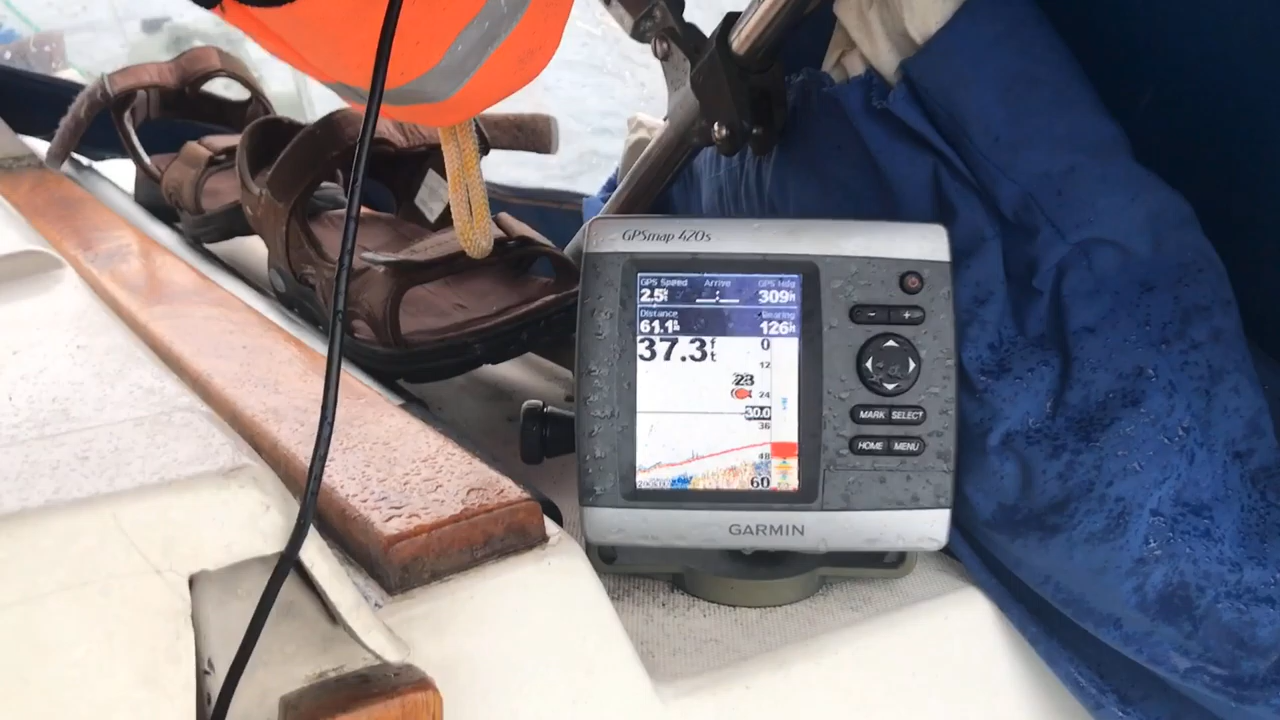 GPSmap 420s
GPS Speed Arrive GPS Hdg
2.5 309
Distance Bearing
61.1 126
37.3 ft 0
12
23
24
30.0
36
48
60
- +
MARK SELECT
HOME MENU
GARMIN